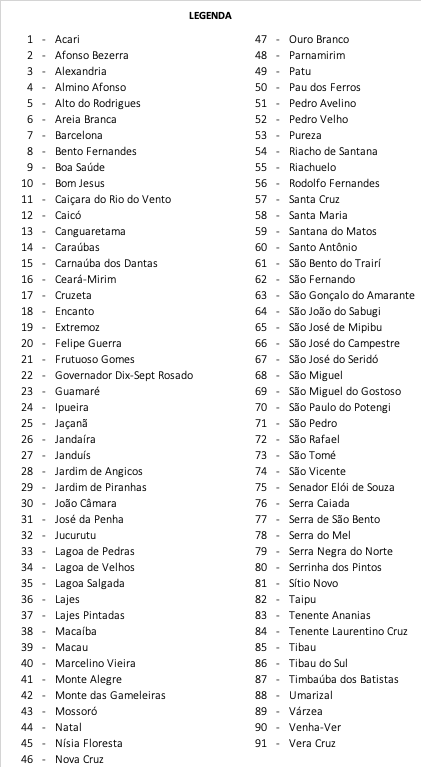 LEGENDA
1 - Acari
2 - Afonso Bezerra
3 - Alexandria
4 - Almino Afonso
5 - Alto do Rodrigues
6 - Areia Branca
7 - Barcelona
8 - Bento Fernandes
9 - Boa Saúde
10 - Bom Jesus
11 - Caiçara do Rio do Vento
12 - Caicó
13 - Canguaretama
14 - Caraúbas
15 - Carnaúba dos Dantas
16 - Ceará-Mirim
17 - Cruzeta
18 - Encanto
19 - Extremoz
20 - Felipe Guerra
21 - Frutuoso Gomes
22 - Governador Dix-Sept Rosado
23 - Guamaré
24 - Ipueira
25 - Jaçanã
26 - Jandaíra
27 - Janduís
28 - Jardim de Angicos
29 - Jardim de Piranhas
30 - João Câmara
31 - José da Penha
32 - Jucurutu
33 - Lagoa de Pedras
34 - Lagoa de Velhos
35 - Lagoa Salgada
36 - Lajes
37 - Lajes Pintadas
38 - Macaíba
39 - Macau
40 - Marcelino Vieira
41 - Monte Alegre
42 - Monte das Gameleiras
43 - Mossoró
44 - Natal
45 - Nísia Floresta
46 - Nova Cruz
47 - Ouro Branco
48 - Parnamirim
49 - Patu
50 - Pau dos Ferros
51 - Pedro Avelino
52 - Pedro Velho
53 - Pureza
54 - Riacho de Santana
55 - Riachuelo
56 - Rodolfo Fernandes
57 - Santa Cruz
58 - Santa Maria
59 - Santana do Matos
60 - Santo Antônio
61 - São Bento do Trairí
62 - São Fernando
63 - São Gonçalo do Amarante
64 - São João do Sabugi
65 - São José de Mipibu
66 - São José do Campestre
67 - São José do Seridó
68 - São Miguel
69 - São Miguel do Gostoso
70 - São Paulo do Potengi
71 - São Pedro
72 - São Rafael
73 - São Tomé
74 - São Vicente
75 - Senador Elói de Souza
76 - Serra Caiada
77 - Serra de São Bento
78 - Serra do Mel
79 - Serra Negra do Norte
80 - Serrinha dos Pintos
81 - Sítio Novo
82 - Taipu
83 - Tenente Ananias
84 - Tenente Laurentino Cruz
85 - Tibau
86 - Tibau do Sul
87 - Timbaúba dos Batistas
88 - Umarizal
89 - Várzea
90 - Venha-Ver
91 - Vera Cruz